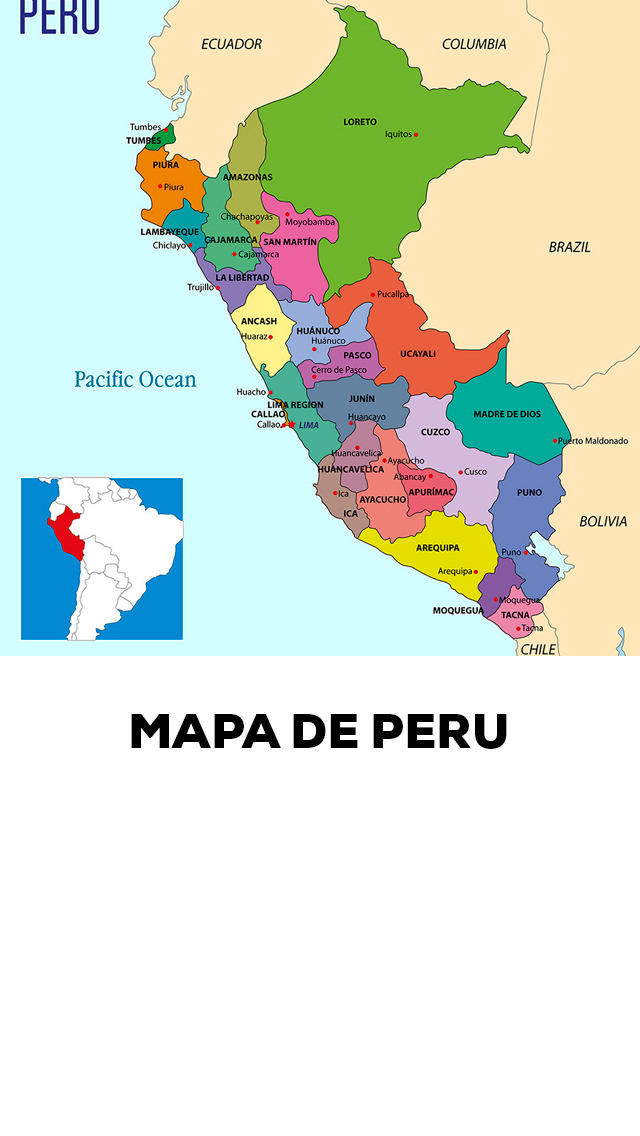 PERÚ
ECUADOR
COLUMBIA
LORETO
Iquitos
Tumbes
TUMBES
PIURA
Piura
AMAZONAS
Chachapoyas
Moyobamba
LAMBAYEQUE
CAJAMARCA
SAN MARTÍN
Chiclayo
Cajamarca
BRAZIL
LA LIBERTAD
Trujillo
Pucallpa
ANCASH
HUÁNUCO
Huaraz
Huánuco
PASCO
UCAYALI
Cerro de Pasco
Pacific Ocean
Huacho
LIMA REGION
JUNÍN
CALLAO
Huancayo
MADRE DE DIOS
Callao
LIMA
CUZCO
Puerto Maldonado
Huancavelica
Ayacucho
HUANCAVELICA
Cusco
Abancay
Ica
AYACUCHO
APURÍMAC
PUNO
ICA
BOLIVIA
AREQUIPA
Puno
Arequipa
Moquegua
MOQUEGUA
TACNA
Tacna
CHILE
MAPA DE PERU